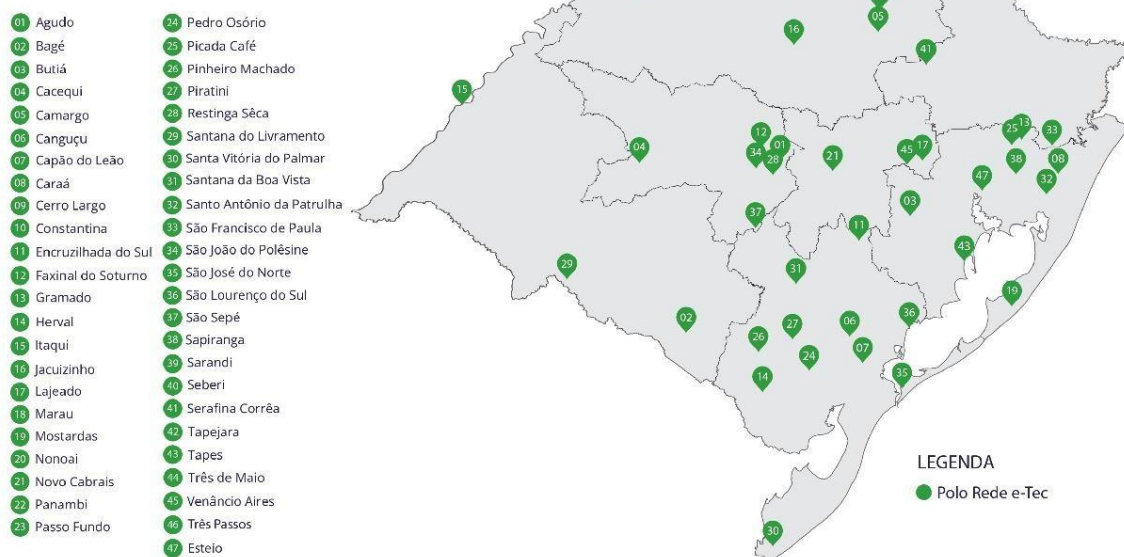 01 Agudo
02 Bagé
03 Butiá
04 Cacequi
05 Camargo
06 Canguçu
07 Capão do Leão
08 Caraá
09 Cerro Largo
10 Constantina
11 Encruzilhada do Sul
12 Faxinal do Soturno
13 Gramado
14 Herval
15 Itaqui
16 Jacuizinho
17 Lajeado
18 Marau
19 Mostardas
20 Nonoai
21 Novo Cabrais
22 Panambi
23 Passo Fundo
24 Pedro Osório
25 Picada Café
26 Pinheiro Machado
27 Piratini
28 Restinga Sêca
29 Santana do Livramento
30 Santa Vitória do Palmar
31 Santana da Boa Vista
32 Santo Antônio da Patrulha
33 São Francisco de Paula
34 São João do Polêsine
35 São José do Norte
36 São Lourenço do Sul
37 São Sepé
38 Sapiranga
39 Sarandi
40 Seberi
41 Serafina Corrêa
42 Tapejara
43 Tapes
44 Três de Maio
45 Venâncio Aires
46 Três Passos
47 Esteio
05
16
41
15
13
25
33
12
01
04
34
28
21
45
17
38
08
47
32
03
37
11
43
29
31
19
02
27
06
36
26
07
24
14
35
30
LEGENDA
Polo Rede e-Tec